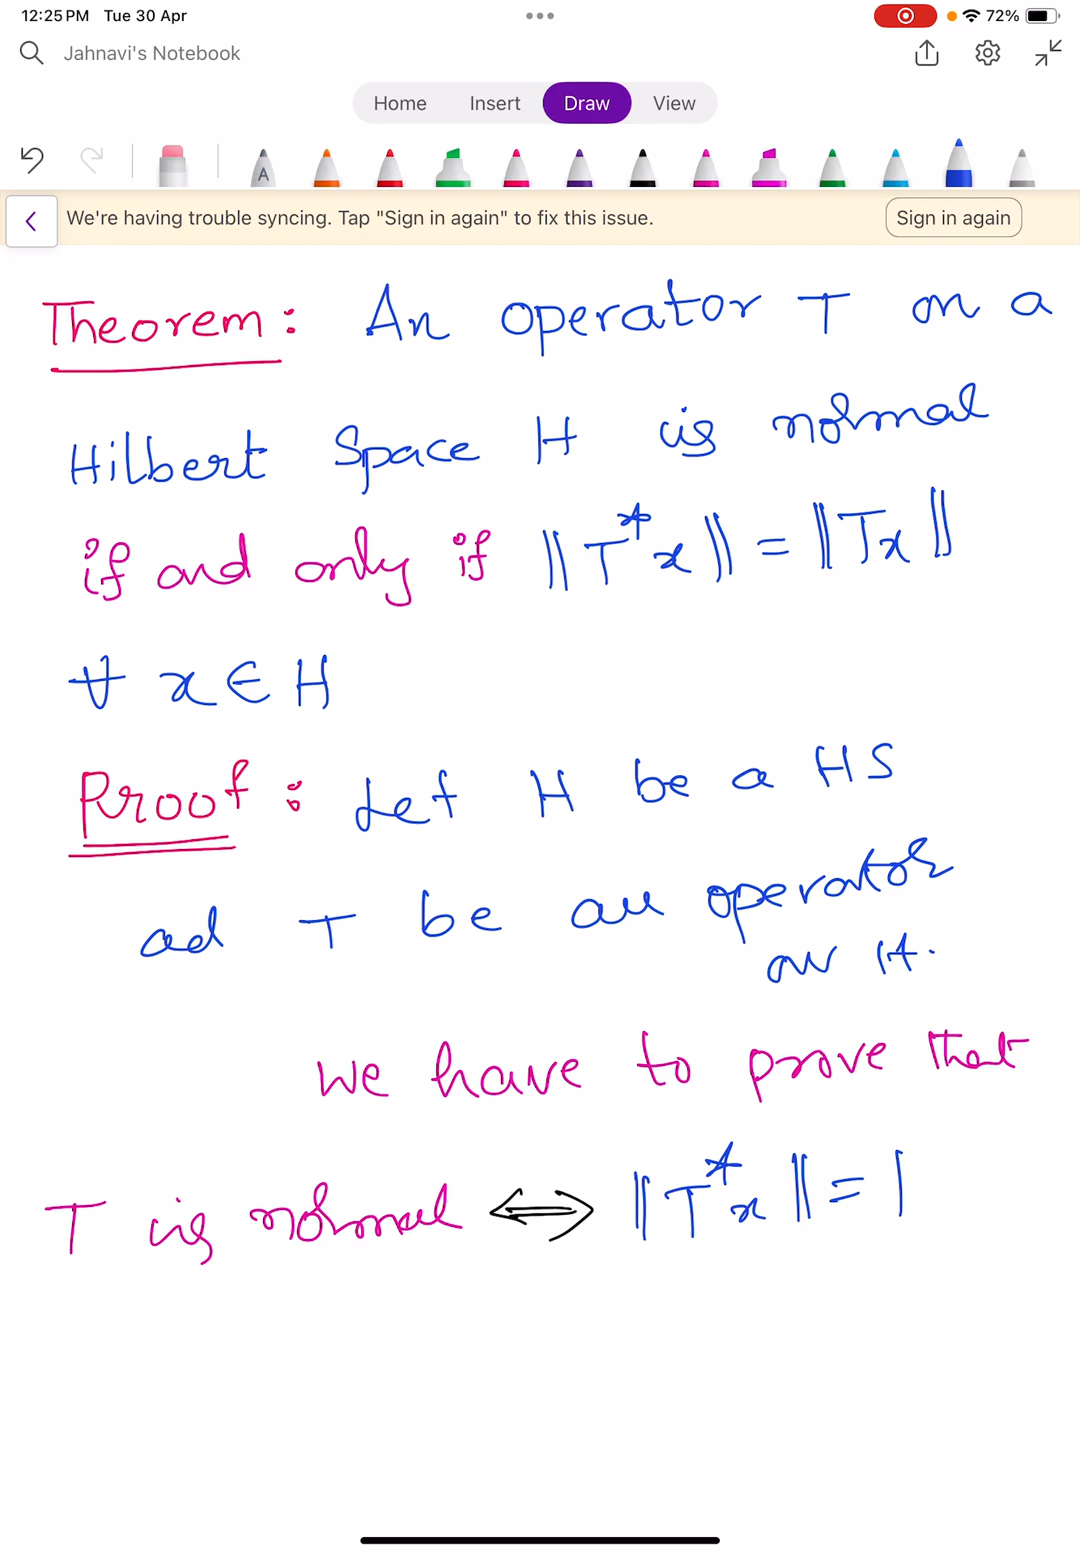 12:25 PM Tue 30 Apr 72%
Jahnavi's Notebook
Home Insert Draw View
A
We're having trouble syncing. Tap "Sign in again" to fix this issue. Sign in again
Theorem: An operator T on a
Hilbert Space H is normal
if and only if ||T*x|| = ||Tx||
∀ x ∈ H
Proof: Let H be a HS
ad T be an operator
on H.
We have to prove that
T is normal ⟺ ||T*x|| = |